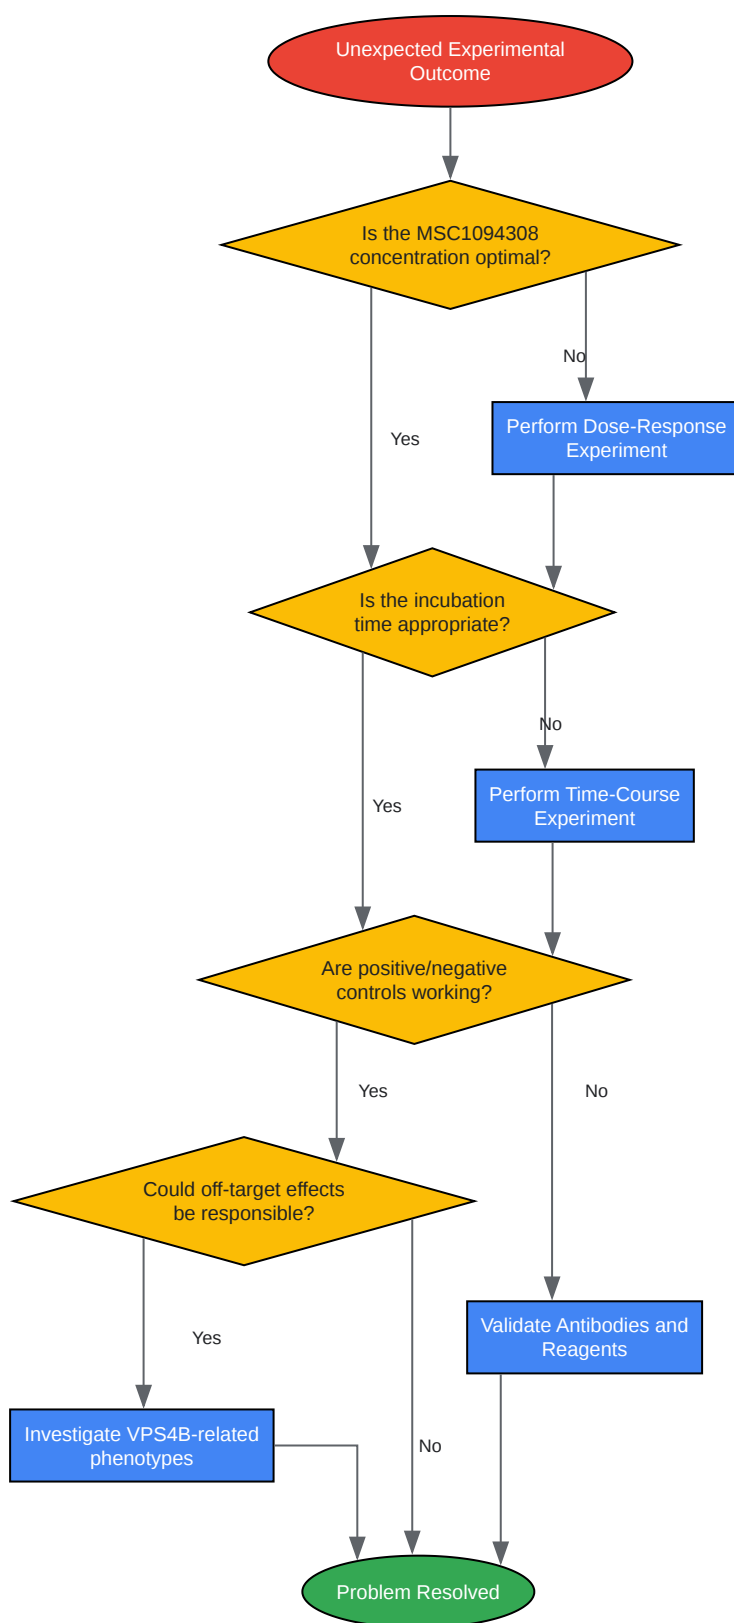 Unexpected Experimental
Outcome
Is the MSC1094308
concentration optimal?
No
Perform Dose-Response
Experiment
Yes
Is the incubation
time appropriate?
No
Perform Time-Course
Experiment
Yes
Are positive/negative
controls working?
Yes
No
Could off-target effects
be responsible?
Validate Antibodies and
Reagents
Yes
Investigate VPS4B-related
phenotypes
No
Problem Resolved